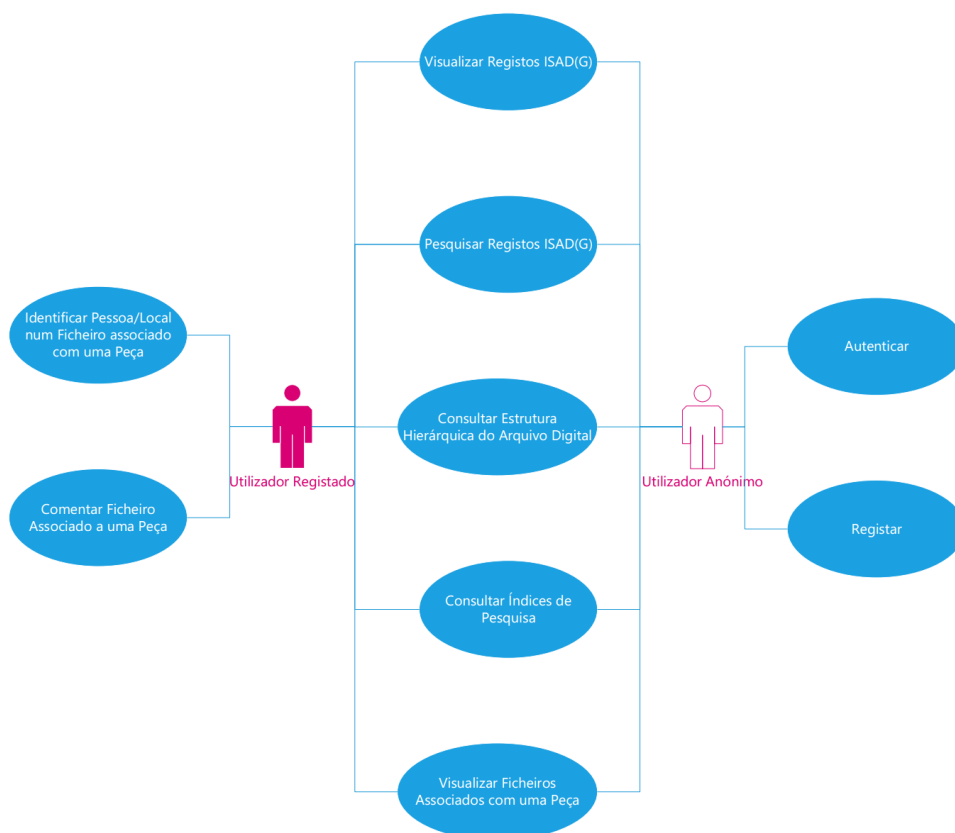 Visualizar Registos ISAD(G)
Pesquisar Registos ISAD(G)
Identificar Pessoa/Local
num Ficheiro associado
com uma Peça
Autenticar
Consultar Estrutura
Hierárquica do Arquivo Digital
Utilizador Registado
Utilizador Anónimo
Comentar Ficheiro
Associado a uma Peça
Registar
Consultar Índices de
Pesquisa
Visualizar Ficheiros
Associados com uma Peça